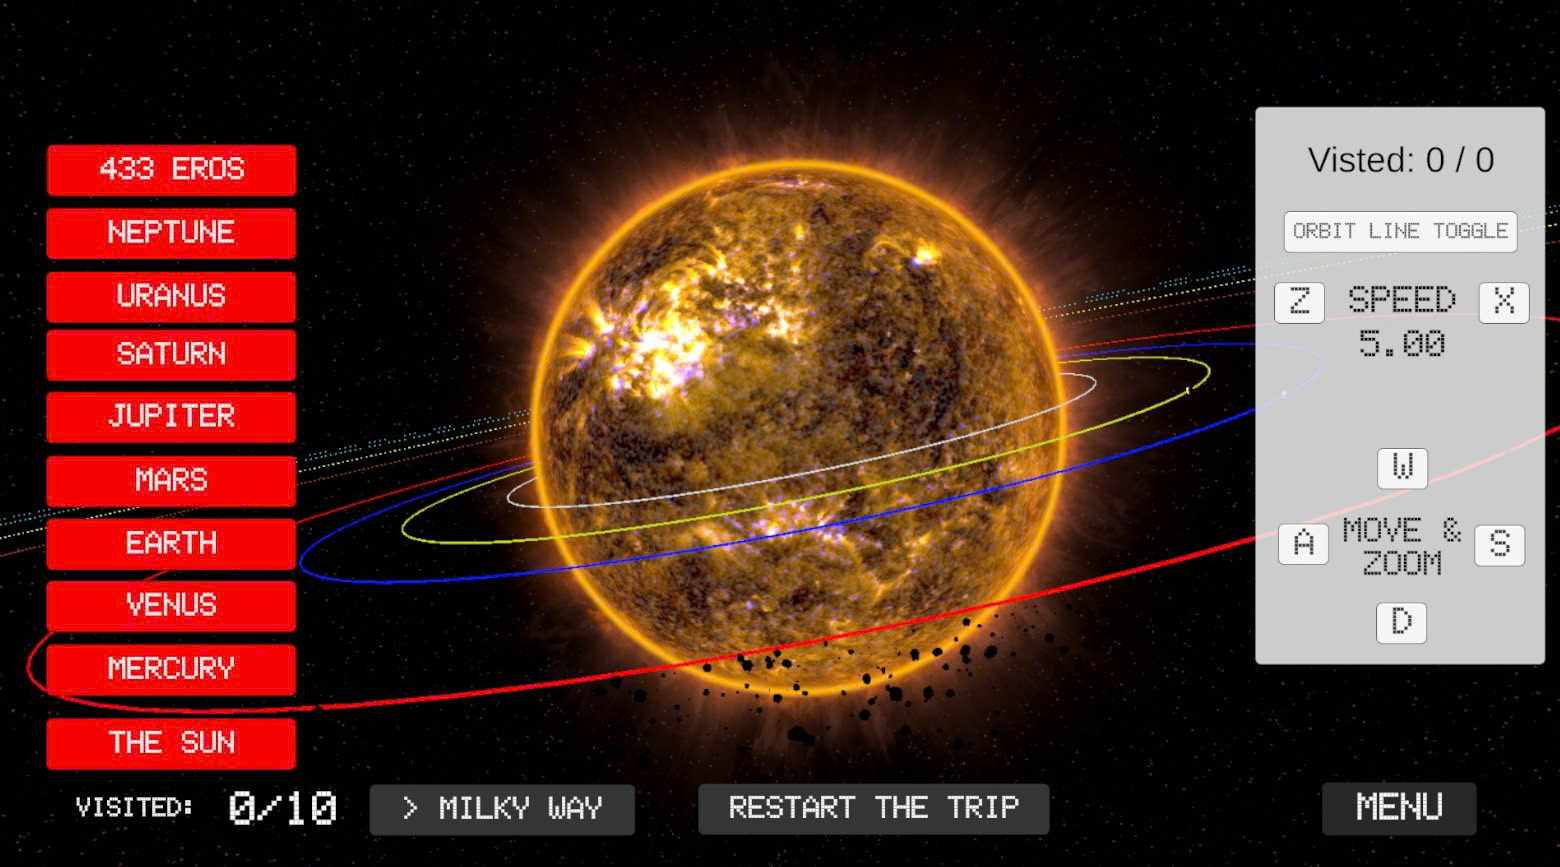 433 EROS
NEPTUNE
URANUS
SATURN
JUPITER
MARS
EARTH
VENUS
MERCURY
THE SUN
VISITED: 0/10
> MILKY WAY
RESTART THE TRIP
MENU
Visted: 0 / 0
ORBIT LINE TOGGLE
Z SPEED X
5.00
W
A MOVE & S
ZOOM
D